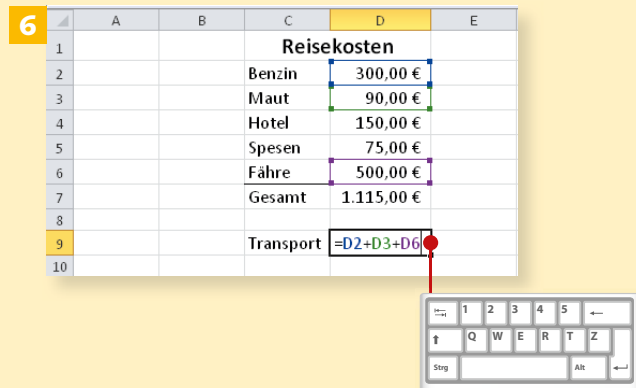 6
A B C D E
1 Reisekosten
2 Benzin 300,00 €
3 Maut 90,00 €
4 Hotel 150,00 €
5 Spesen 75,00 €
6 Fähre 500,00 €
7 Gesamt 1.115,00 €
8
9 Transport =D2+D3+D6
10
1 2 3 4 5
Q W E R T Z
Strg Alt